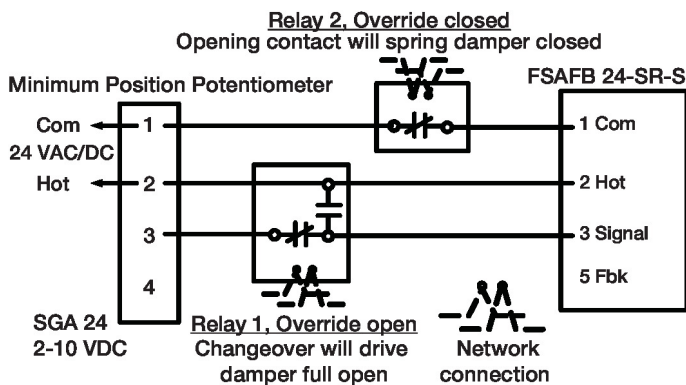 Relay 2, Override closed
Opening contact will spring damper closed
Minimum Position Potentiometer
FSAFB 24-SR-S
Com
1
1 Com
24 VAC/DC
Hot
2
2 Hot
3
3 Signal
4
5 Fbk
SGA 24
2-10 VDC
Relay 1, Override open
Changeover will drive
damper full open
Network
connection